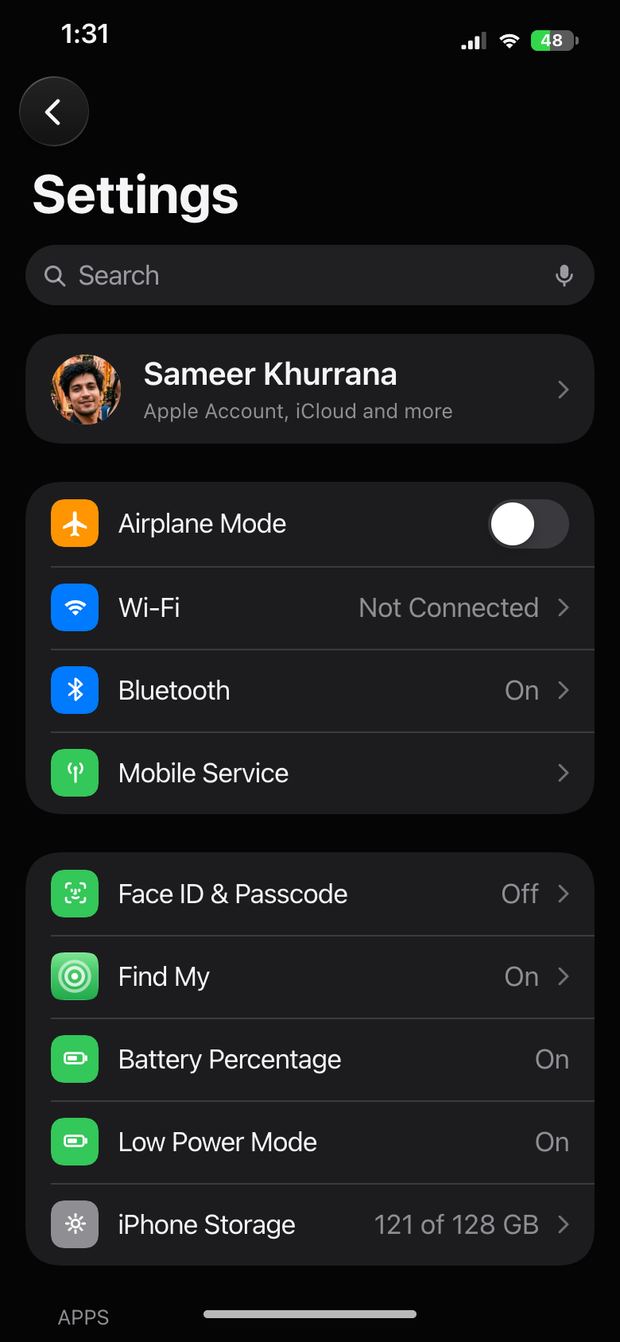 1:31
48
Settings
Search
Sameer Khurrana
Apple Account, iCloud and more
Airplane Mode
Wi-Fi Not Connected
Bluetooth On
Mobile Service
Face ID & Passcode Off
Find My On
Battery Percentage On
Low Power Mode On
iPhone Storage 121 of 128 GB
APPS